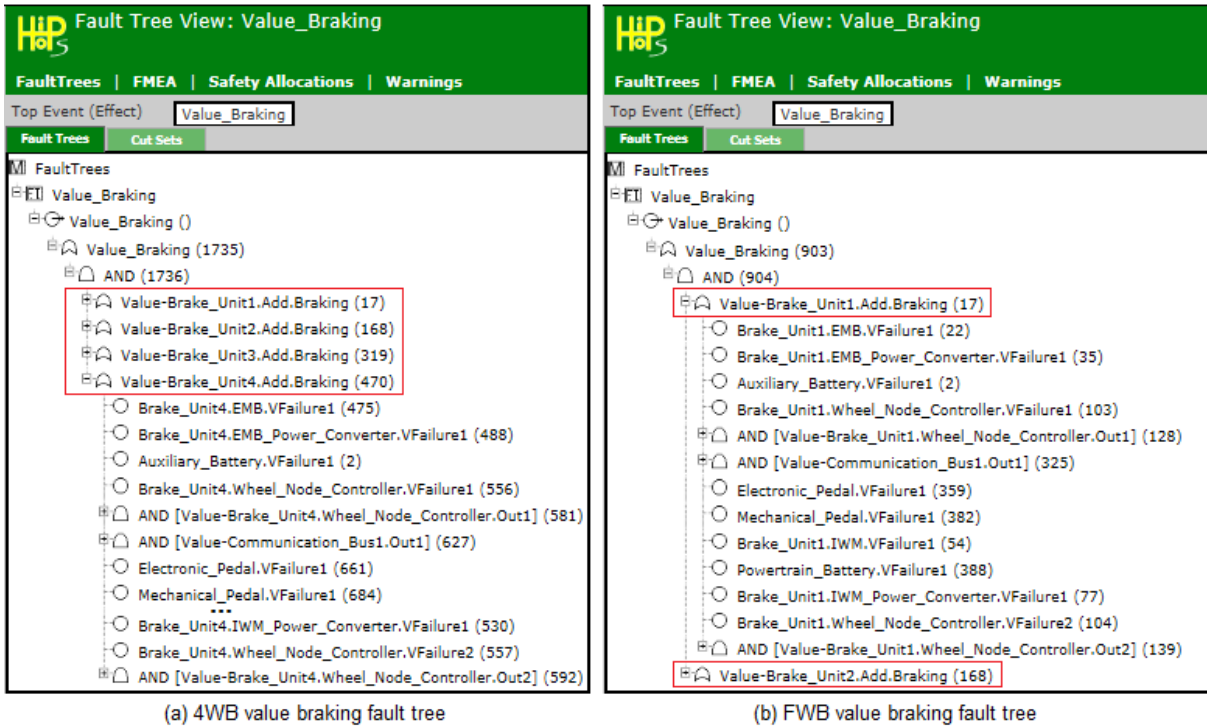 HiP HOPS
Fault Tree View: Value_Braking
FaultTrees | FMEA | Safety Allocations | Warnings
Top Event (Effect) Value_Braking
Fault Trees Cut Sets
M FaultTrees
FI Value_Braking
Value_Braking ()
Value_Braking (1735)
AND (1736)
Value-Brake_Unit1.Add.Braking (17)
Value-Brake_Unit2.Add.Braking (168)
Value-Brake_Unit3.Add.Braking (319)
Value-Brake_Unit4.Add.Braking (470)
Brake_Unit4.EMB.VFailure1 (475)
Brake_Unit4.EMB_Power_Converter.VFailure1 (488)
Auxiliary_Battery.VFailure1 (2)
Brake_Unit4.Wheel_Node_Controller.VFailure1 (556)
AND [Value-Brake_Unit4.Wheel_Node_Controller.Out1] (581)
AND [Value-Communication_Bus1.Out1] (627)
Electronic_Pedal.VFailure1 (661)
Mechanical_Pedal.VFailure1 (684)
...
Brake_Unit4.IWM_Power_Converter.VFailure1 (530)
Brake_Unit4.Wheel_Node_Controller.VFailure2 (557)
AND [Value-Brake_Unit4.Wheel_Node_Controller.Out2] (592)
(a) 4WB value braking fault tree
HiP HOPS
Fault Tree View: Value_Braking
FaultTrees | FMEA | Safety Allocations | Warnings
Top Event (Effect) Value_Braking
Fault Trees Cut Sets
M FaultTrees
FI Value_Braking
Value_Braking ()
Value_Braking (903)
AND (904)
Value-Brake_Unit1.Add.Braking (17)
Brake_Unit1.EMB.VFailure1 (22)
Brake_Unit1.EMB_Power_Converter.VFailure1 (35)
Auxiliary_Battery.VFailure1 (2)
Brake_Unit1.Wheel_Node_Controller.VFailure1 (103)
AND [Value-Brake_Unit1.Wheel_Node_Controller.Out1] (128)
AND [Value-Communication_Bus1.Out1] (325)
Electronic_Pedal.VFailure1 (359)
Mechanical_Pedal.VFailure1 (382)
Brake_Unit1.IWM.VFailure1 (54)
Powertrain_Battery.VFailure1 (388)
Brake_Unit1.IWM_Power_Converter.VFailure1 (77)
Brake_Unit1.Wheel_Node_Controller.VFailure2 (104)
AND [Value-Brake_Unit1.Wheel_Node_Controller.Out2] (139)
Value-Brake_Unit2.Add.Braking (168)
(b) FWB value braking fault tree